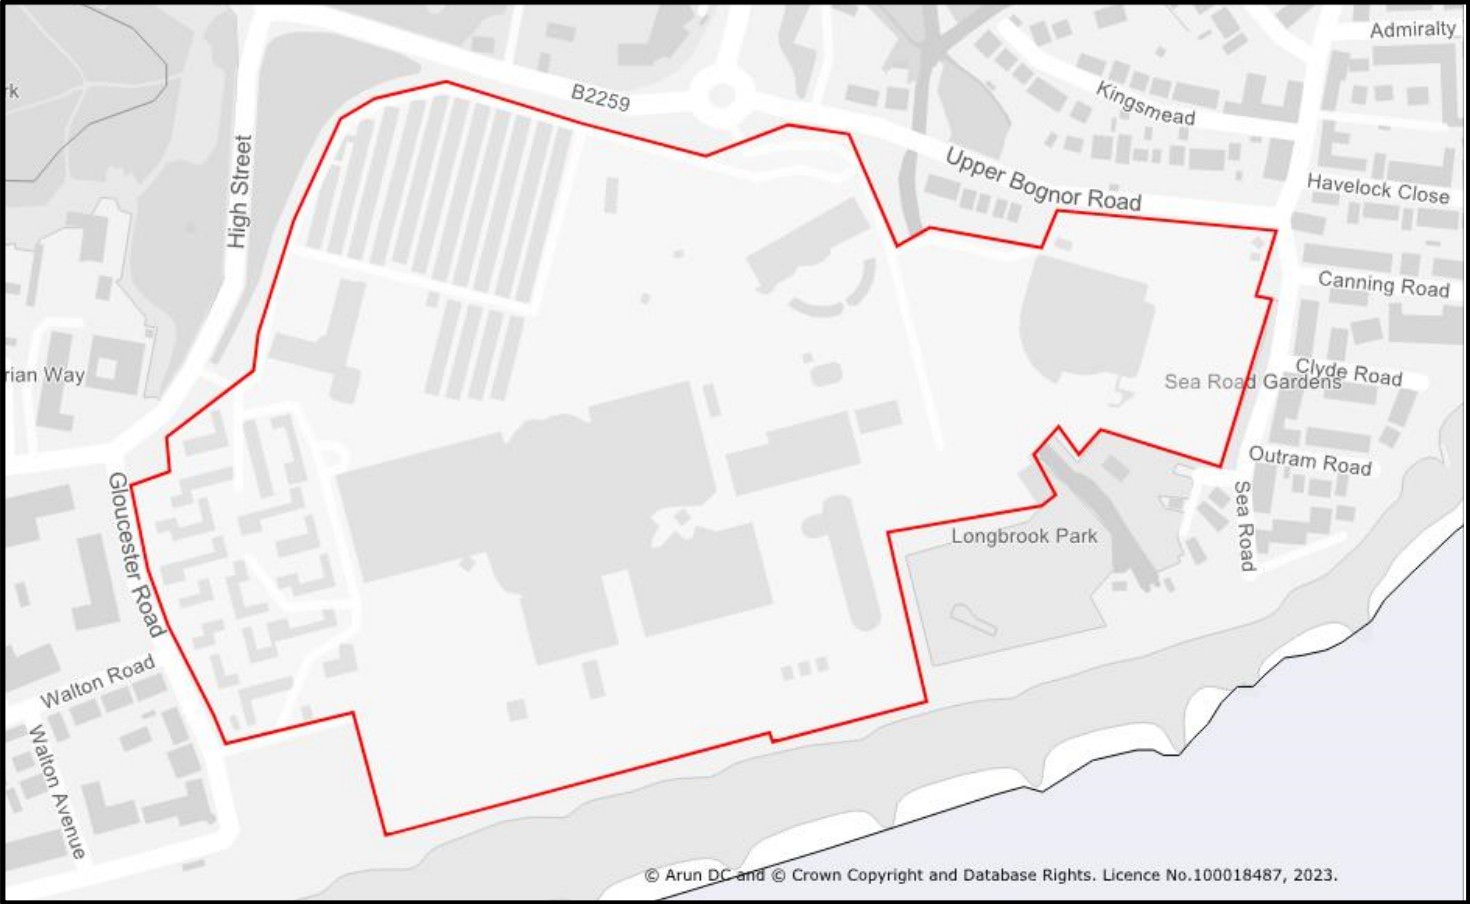 Admiralty
rk
B2259
Kingsmead
High Street
Upper Bognor Road
Havelock Close
Canning Road
rian Way
Clyde Road
Sea Road Gardens
Outram Road
Gloucester Road
Sea Road
Longbrook Park
Walton Road
Walton Avenue
© Arun DC and © Crown Copyright and Database Rights. Licence No.100018487, 2023.